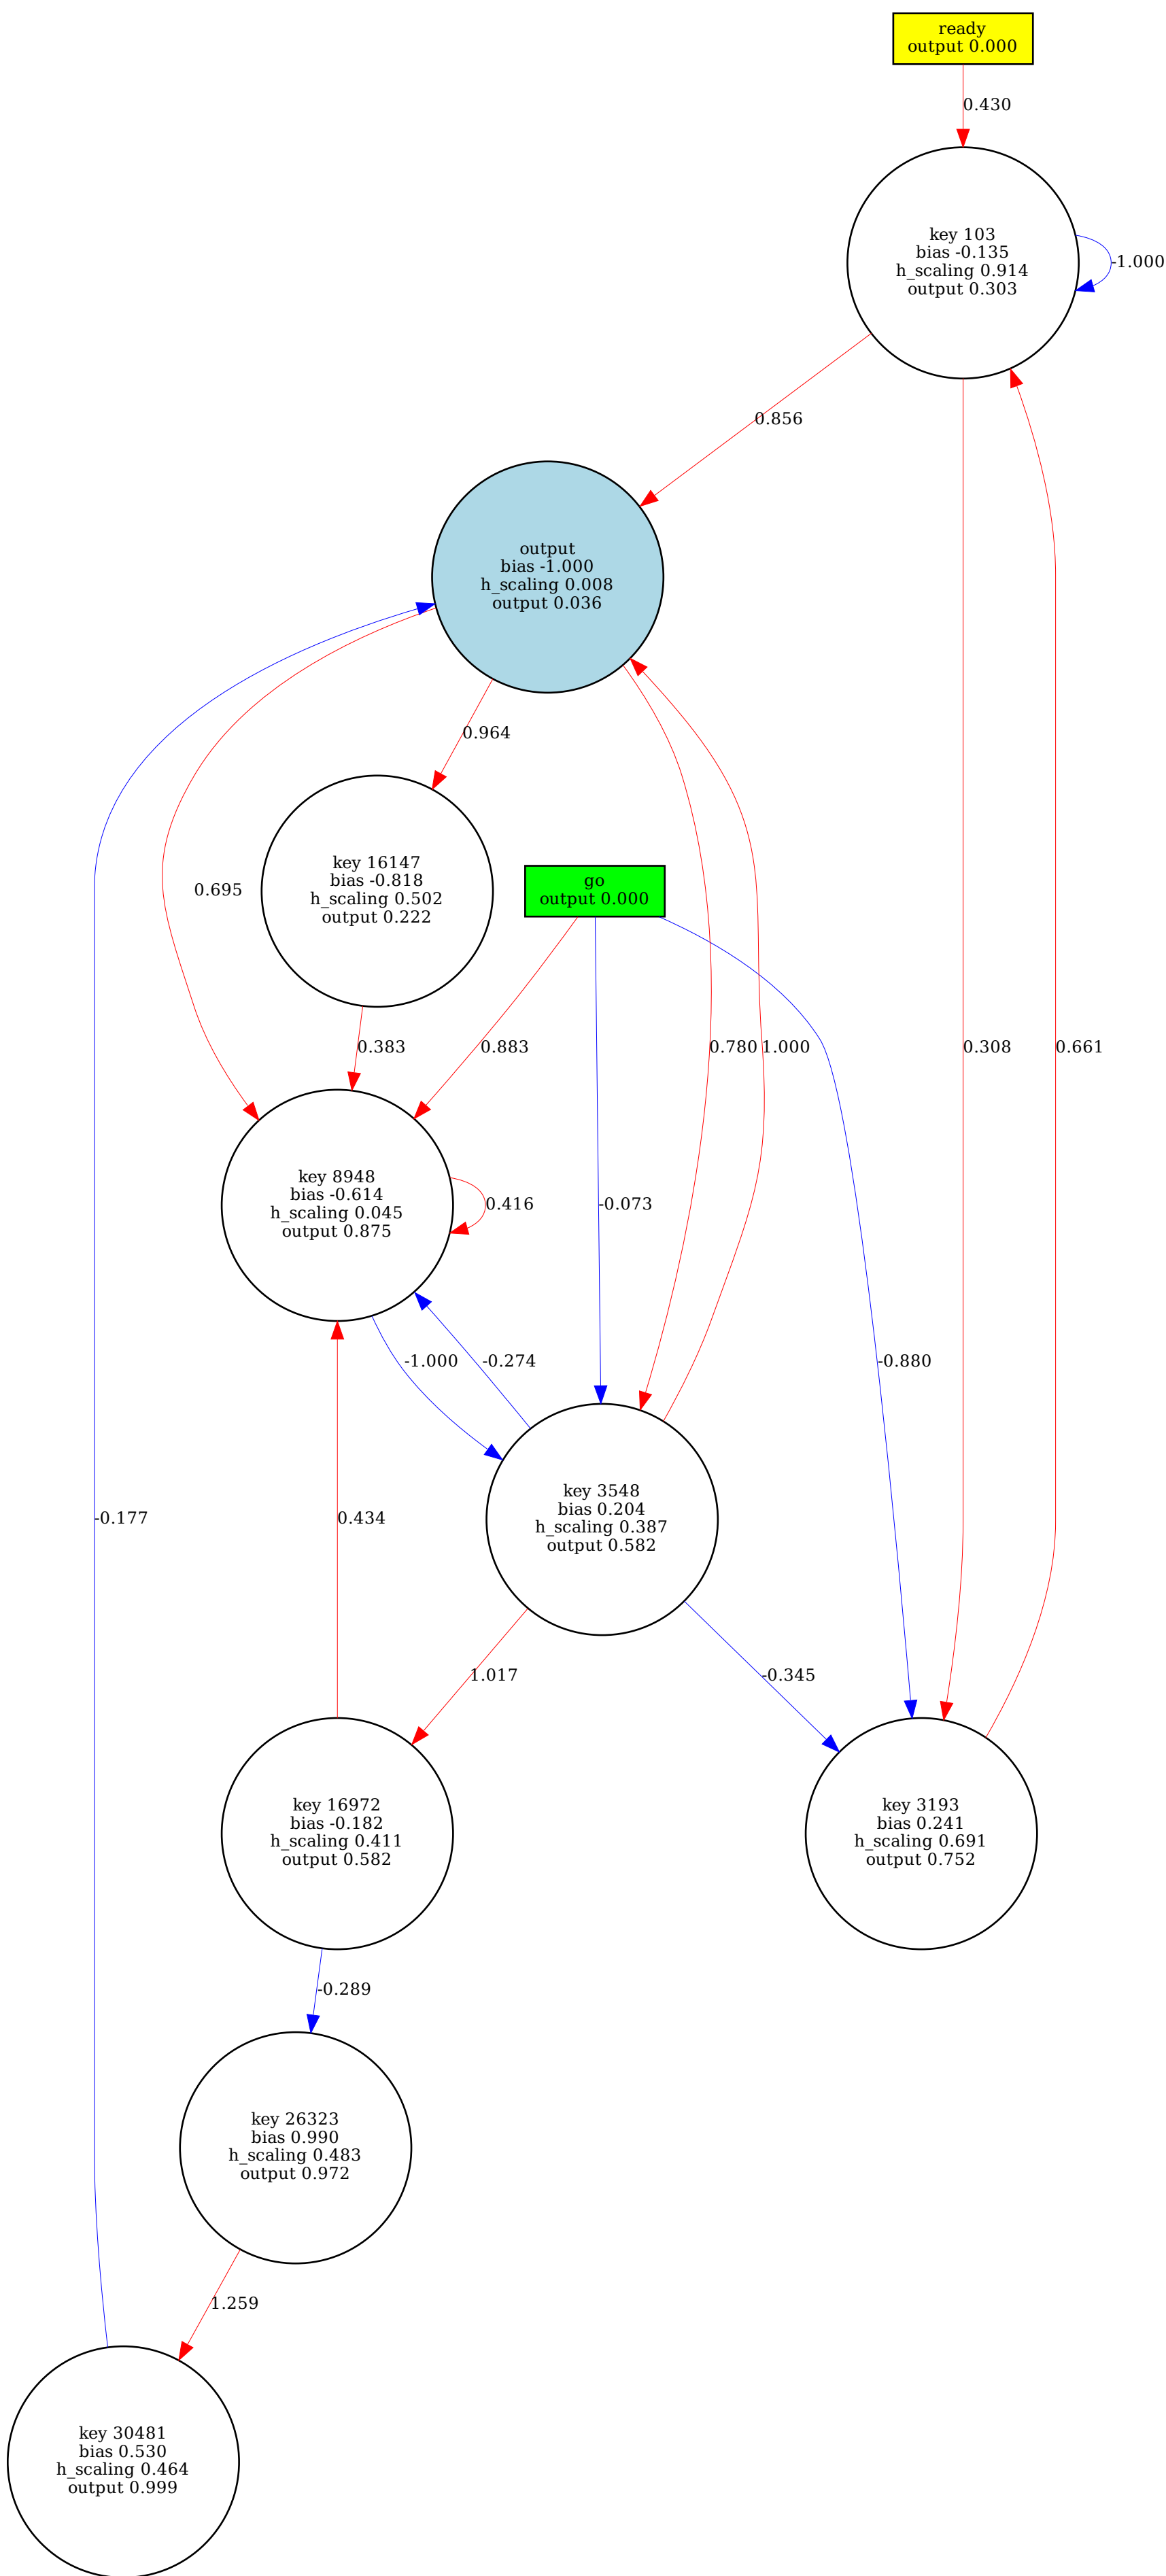 ready
output 0.000
0.430
key 103
bias -0.135
h_scaling 0.914
output 0.303
-1.000
0.856
output
bias -1.000
h_scaling 0.008
output 0.036
0.964
key 16147
bias -0.818
h_scaling 0.502
output 0.222
go
output 0.000
0.695
0.383
0.883
0.780
1.000
0.308
0.661
key 8948
bias -0.614
h_scaling 0.045
output 0.875
0.416
-0.073
-1.000
-0.274
-0.880
key 3548
bias 0.204
h_scaling 0.387
output 0.582
-0.177
0.434
1.017
-0.345
key 16972
bias -0.182
h_scaling 0.411
output 0.582
key 3193
bias 0.241
h_scaling 0.691
output 0.752
-0.289
key 26323
bias 0.990
h_scaling 0.483
output 0.972
1.259
key 30481
bias 0.530
h_scaling 0.464
output 0.999